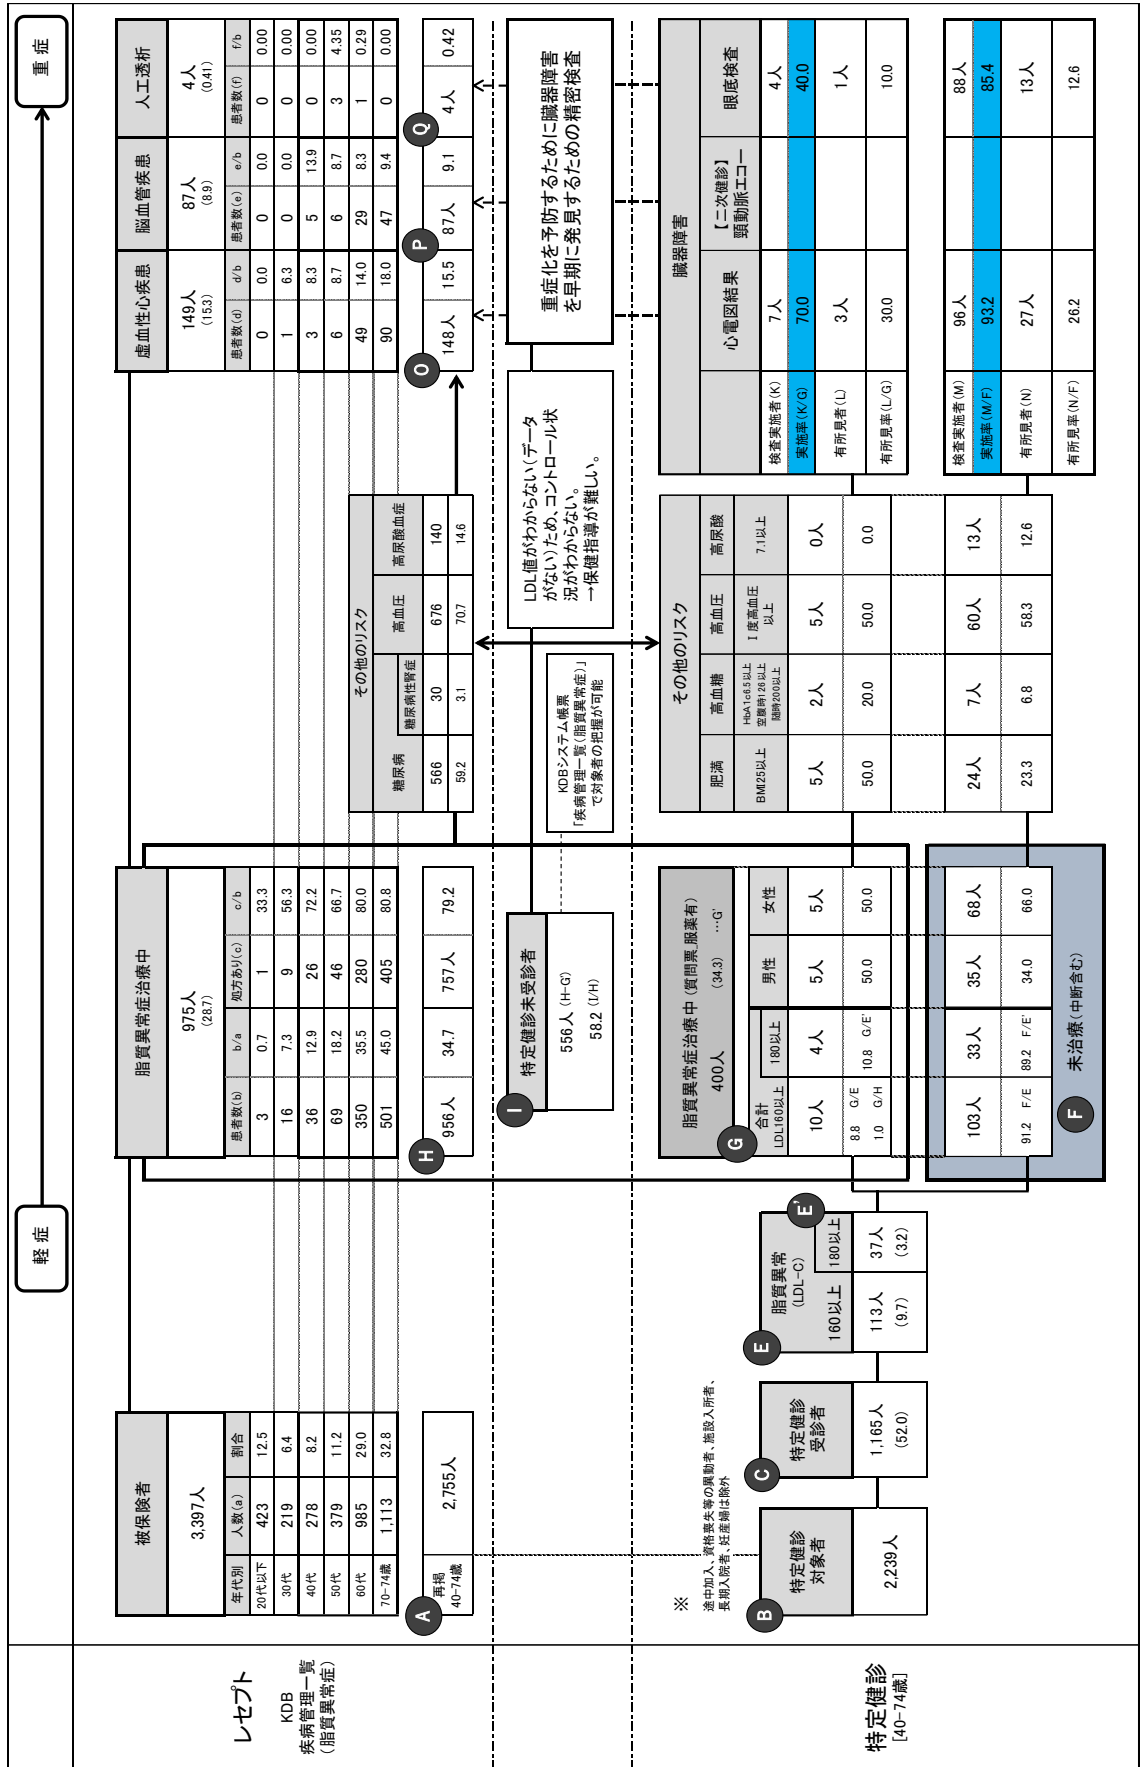 軽症
重症
レセプト
KDB
疾病管理一覧
(脂質異常症)
被保険者
3,397人
年代別 人数(a) 割合
20代以下 423 12.5
30代 219 6.4
40代 278 8.2
50代 379 11.2
60代 985 29.0
70-74歳 1,113 32.8
A
再掲
40-74歳
2,755人
脂質異常症治療中
975人
(28.7)
患者数(b) b/a 処方あり(c) c/b
3 0.7 1 33.3
16 7.3 9 56.3
36 12.9 26 72.2
69 18.2 46 66.7
350 35.5 280 80.0
501 45.0 405 80.8
H
956人 34.7 757人 79.2
その他のリスク
糖尿病 糖尿病性腎症 高血圧 高尿酸血症
566 30 676 140
59.2 3.1 70.7 14.6
虚血性心疾患 脳血管疾患 人工透析
149人 87人 4人
(15.3) (8.9) (0.41)
患者数(d) d/b 患者数(e) e/b 患者数(f) f/b
0 0.0 0 0.0 0 0.00
1 6.3 0 0.0 0 0.00
3 8.3 5 13.9 0 0.00
6 8.7 6 8.7 3 4.35
49 14.0 29 8.3 1 0.29
90 18.0 47 9.4 0 0.00
O P Q
148人 15.5 87人 9.1 4人 0.42
I
特定健診未受診者
556人 (H-G')
58.2 (I/H)
KDBシステム帳票
「疾病管理一覧(脂質異常症)」
で対象者の把握が可能
LDL値がわからない(データ
がない)ため、コントロール状
況がわからない。
→保健指導が難しい。
重症化を予防するために臓器障害
を早期に発見するための精密検査
特定健診
[40-74歳]
※
途中加入、資格喪失等の異動者、施設入所者、
長期入院者、妊産婦は除外
B
特定健診
対象者
2,239人
C
特定健診
受診者
1,165人
(52.0)
E
脂質異常
(LDL-C)
E'
160以上 180以上
113人 37人
(9.7) (3.2)
脂質異常症治療中 (質問票_服薬有)
400人 (34.3) …G'
G
合計
LDL160以上
180以上 男性 女性
10人 4人 5人 5人
8.8 G/E 10.8 G/E' 50.0 50.0
1.0 G/H
103人 33人 35人 68人
91.2 F/E 89.2 F/E' 34.0 66.0
F
未治療(中断含む)
その他のリスク
肥満 高血糖 高血圧 高尿酸
BMI25以上
HbA1c6.5以上
空腹時126以上
随時200以上
Ⅰ度高血圧
以上
7.1以上
5人 2人 5人 0人
50.0 20.0 50.0 0.0
24人 7人 60人 13人
23.3 6.8 58.3 12.6
臓器障害
心電図結果
【二次健診】
頸動脈エコー
眼底検査
検査実施者(K) 7人 4人
実施率(K/G) 70.0 40.0
有所見者(L) 3人 1人
有所見率(L/G) 30.0 10.0
検査実施者(M) 96人 88人
実施率(M/F) 93.2 85.4
有所見者(N) 27人 13人
有所見率(N/F) 26.2 12.6